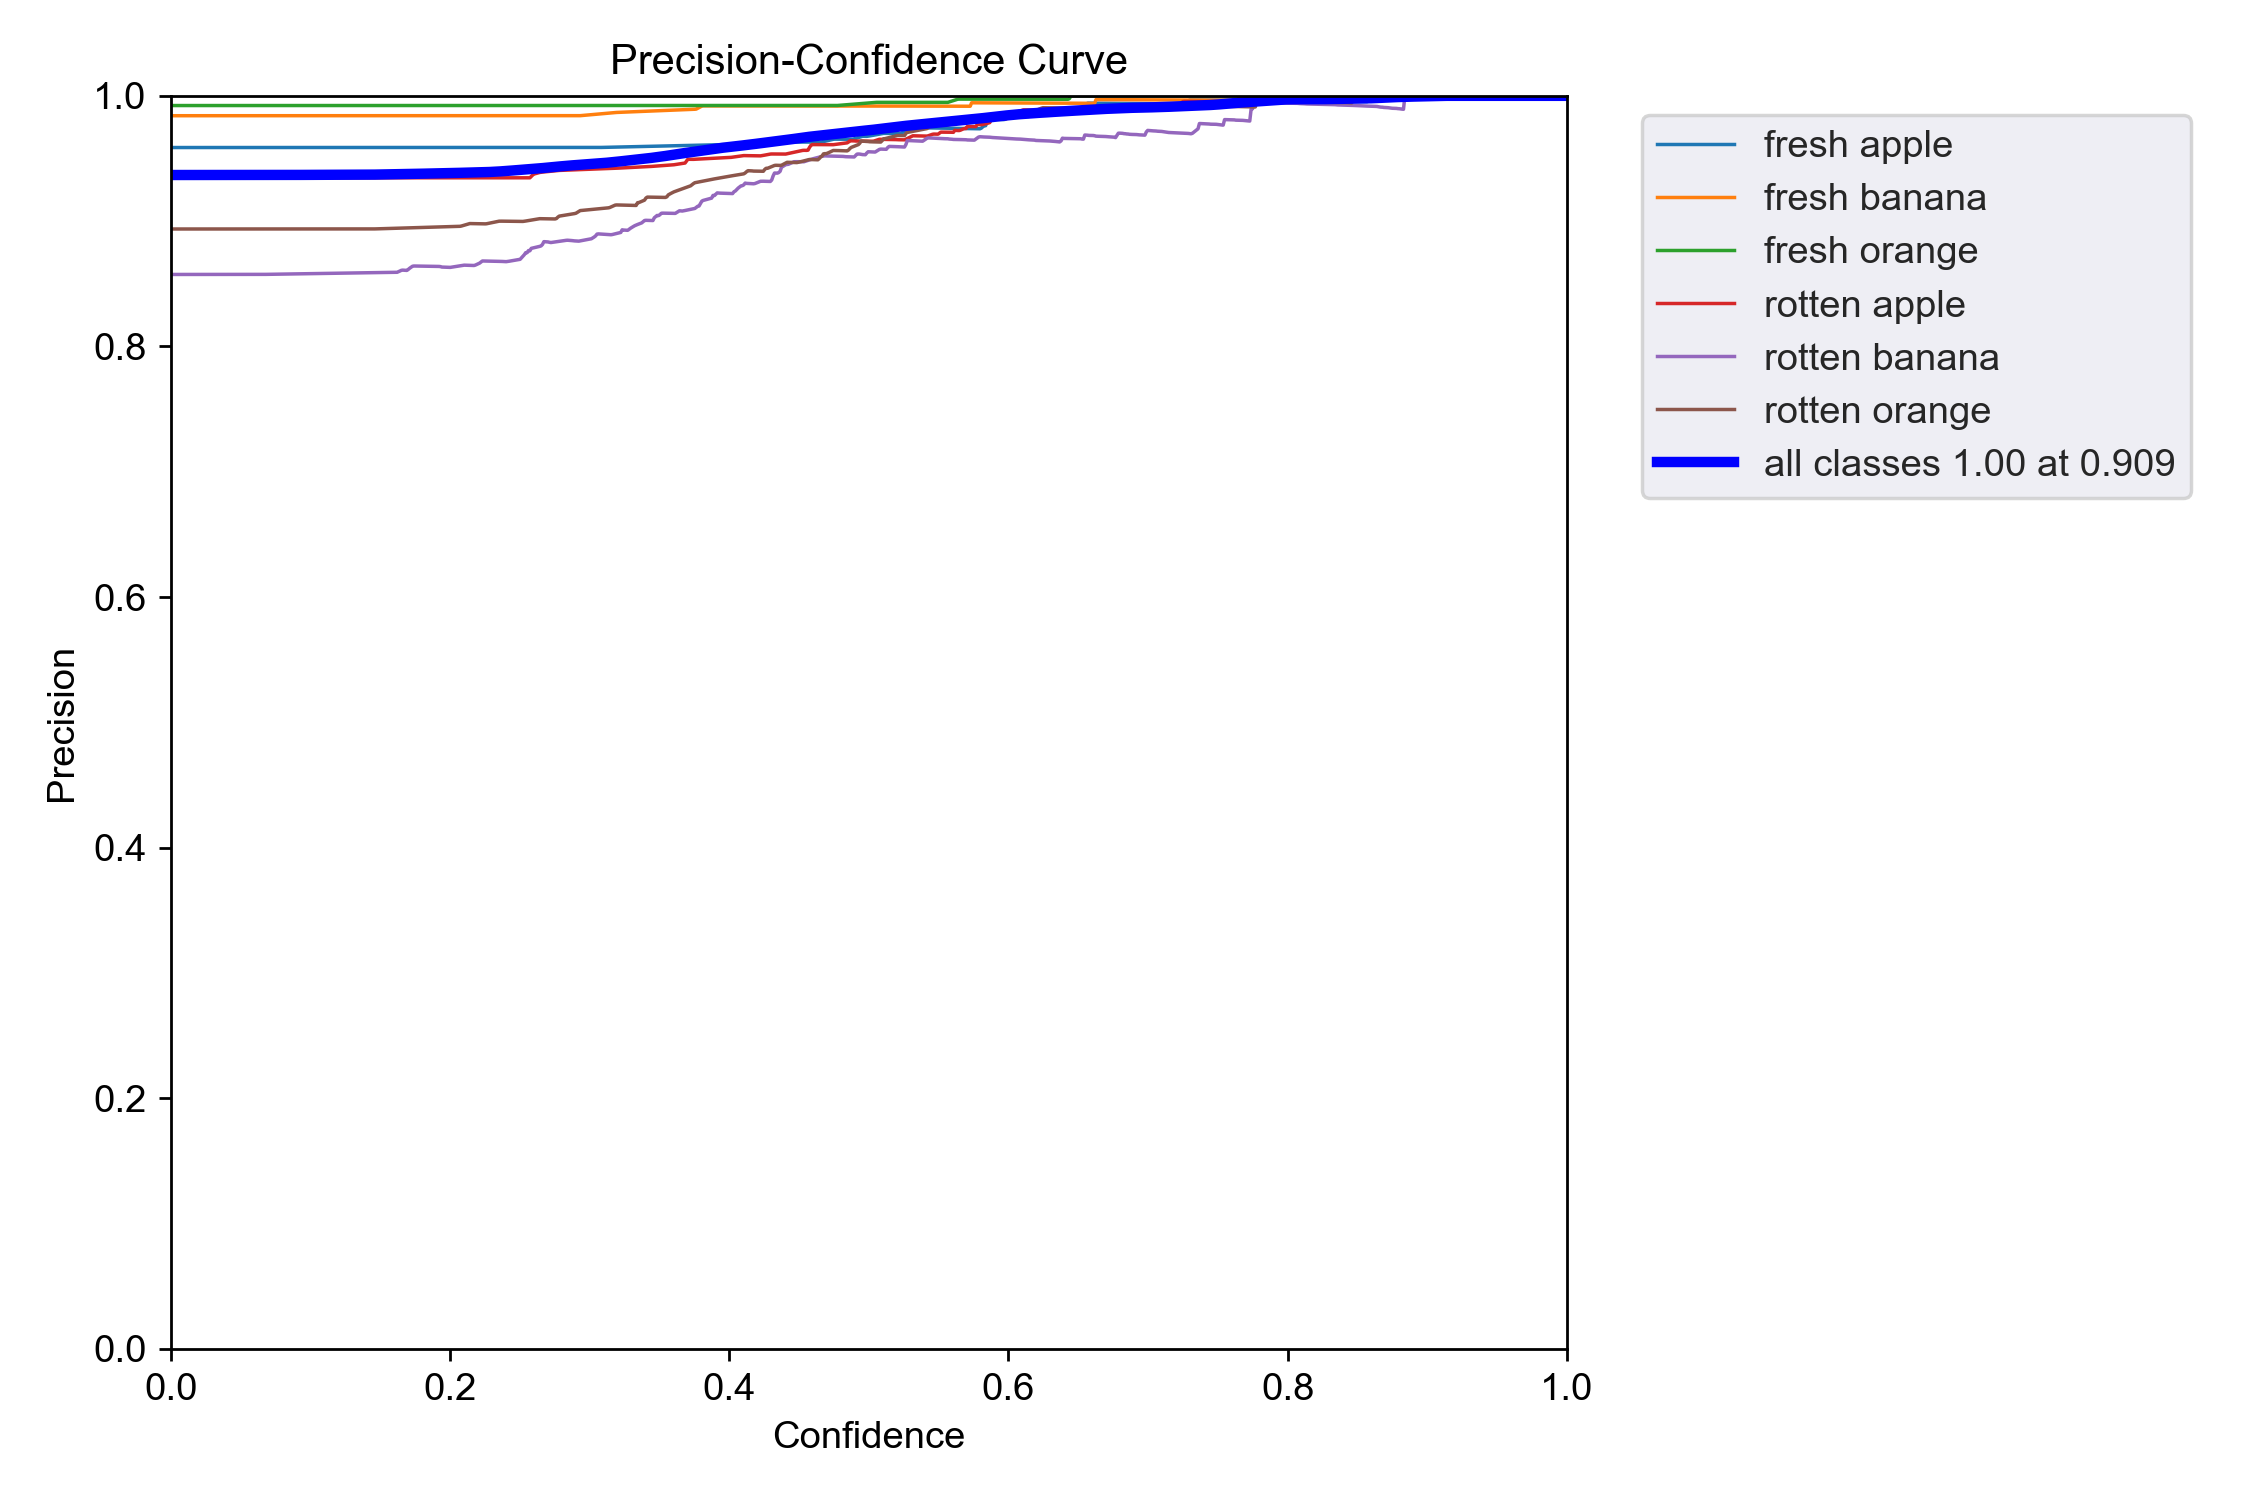 Precision-Confidence Curve
1.0
0.8
0.6
0.4
0.2
0.0
Precision
0.0 0.2 0.4 0.6 0.8 1.0
Confidence
fresh apple
fresh banana
fresh orange
rotten apple
rotten banana
rotten orange
all classes 1.00 at 0.909